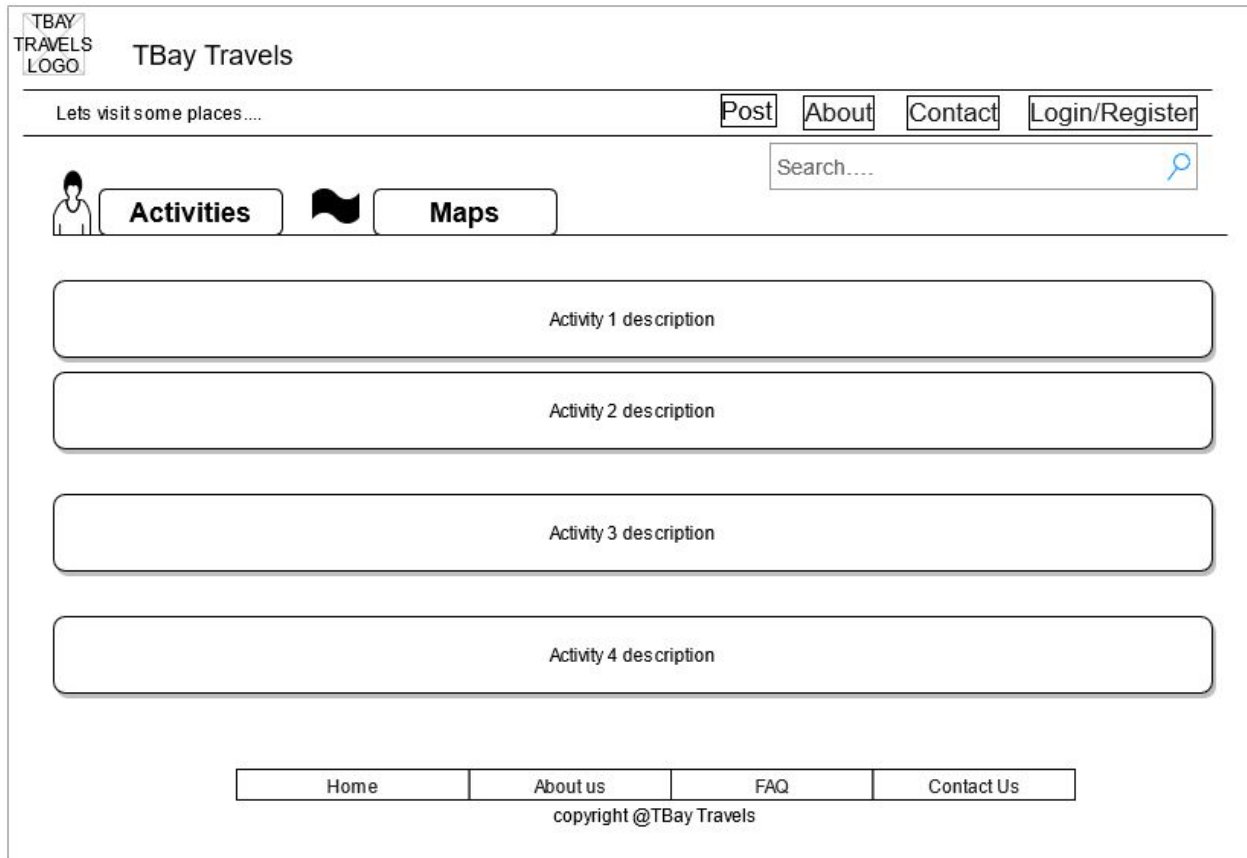 TBAY
TRAVELS
LOGO
TBay Travels
Lets visit some places....
Post About Contact Login/Register
Search....
Activities Maps
Activity 1 description
Activity 2 description
Activity 3 description
Activity 4 description
Home About us FAQ Contact Us
copyright @TBay Travels